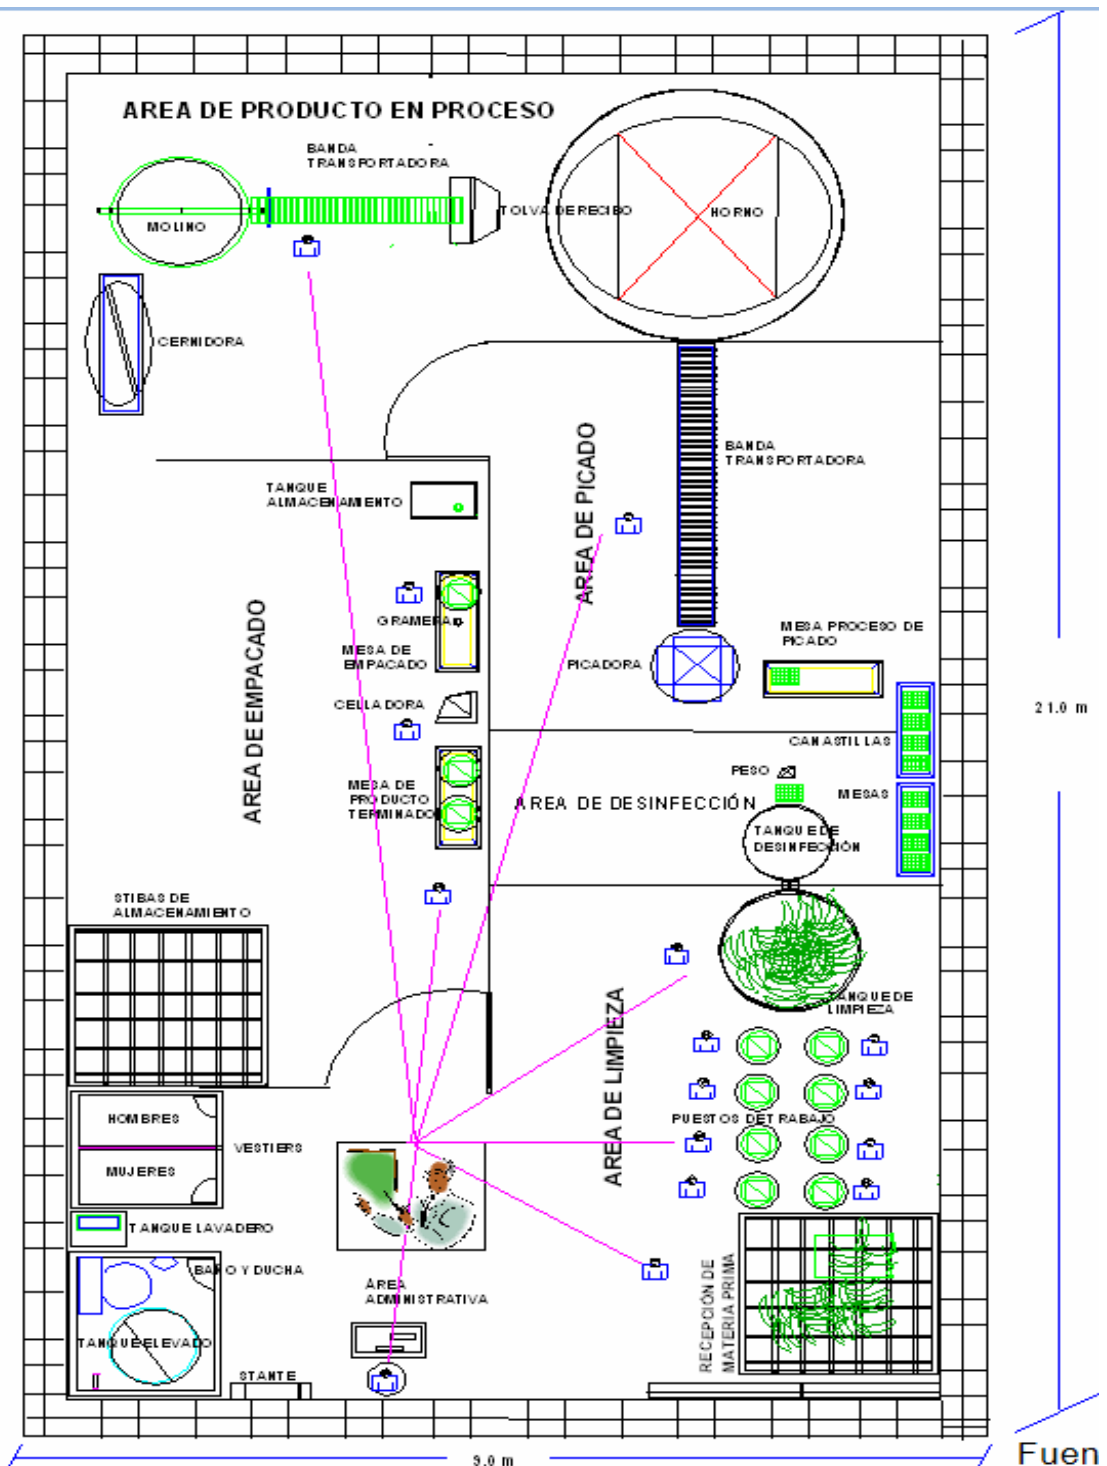 AREA DE PRODUCTO EN PROCESO
BANDA
TRANSPORTADORA
MOLINO
TOLVA DE RECIBO
HORNO
CERNIDORA
BANDA
TRANSPORTADORA
AREA DE PICADO
TANQUE
ALMACENAMIENTO
GRAMERA
MESA DE
EMPACADO
AREA DE EMPACADO
PICADORA
MESA PROCESO DE
PICADO
CELLADORA
21.0 m
CANASTILLAS
PESO
MESAS
MESA DE
PRODUCTO
TERMINADO
AREA DE DESINFECCIÓN
TANQUE DE
DESINFECCIÓN
STIBAS DE
ALMACENAMIENTO
TANQUE DE
LIMPIEZA
AREA DE LIMPIEZA
HOMBRES
PUESTOS DE TRABAJO
VESTIERS
MUJERES
TANQUE LAVADERO
BAÑO Y DUCHA
ÁREA
ADMINISTRATIVA
RECEPCIÓN DE
MATERIA PRIMA
TANQUE ELEVADO
STANTE
9.0 m
Fuen